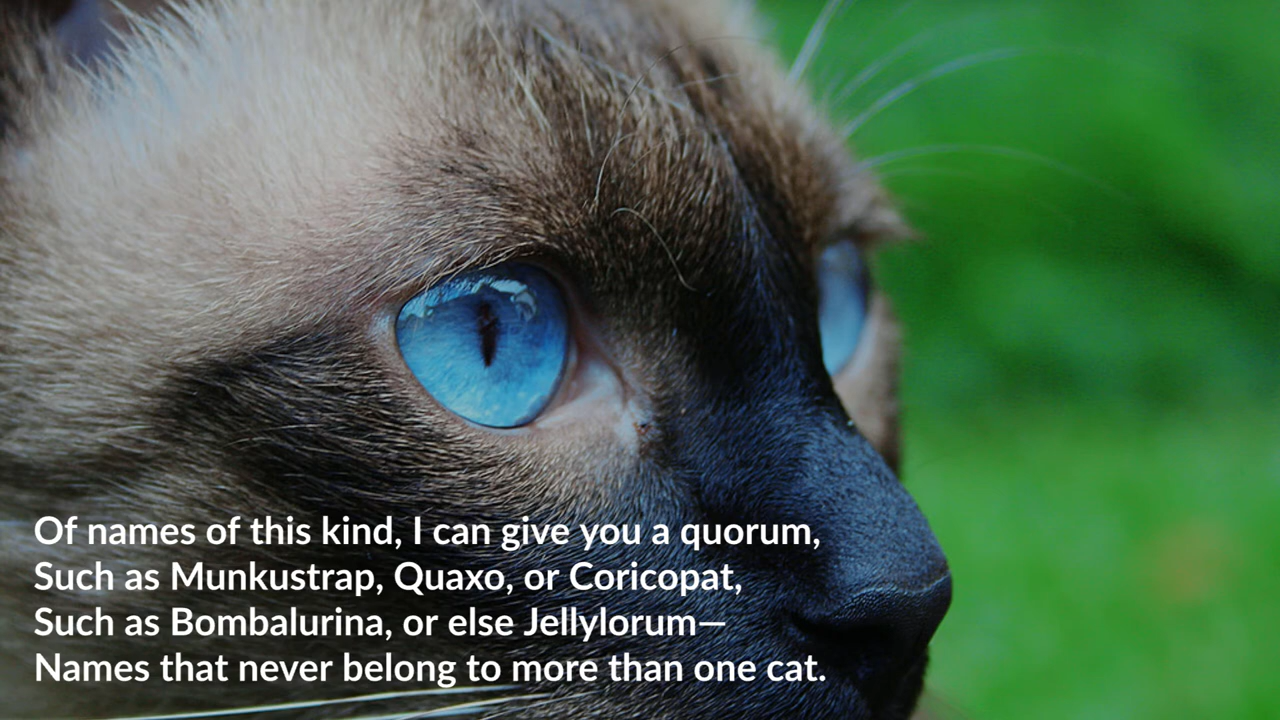 Of names of this kind, I can give you a quorum,
Such as Munkustrap, Quaxo, or Coricopat,
Such as Bombalurina, or else Jellylorum—
Names that never belong to more than one cat.